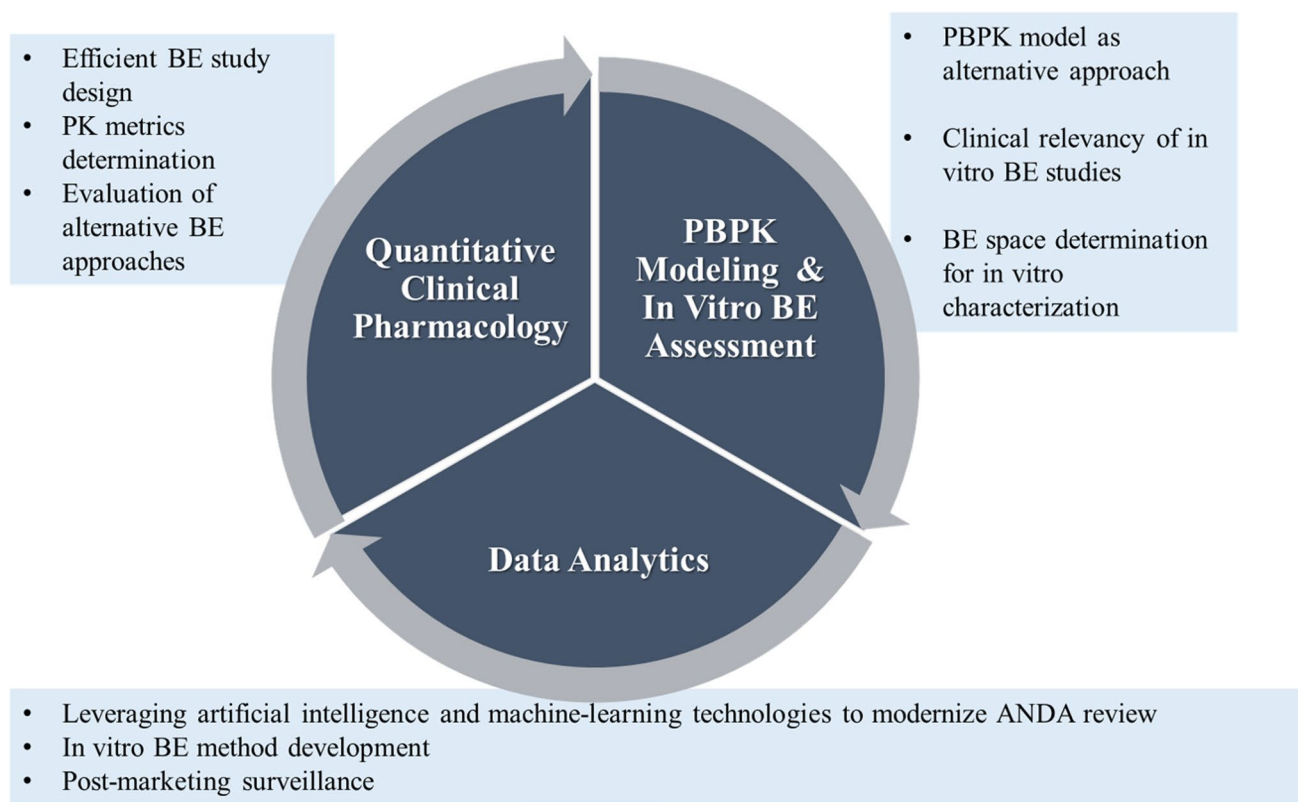 • Efficient BE study
design
• PK metrics
determination
• Evaluation of
alternative BE
approaches
• PBPK model as
alternative approach
• Clinical relevancy of in
vitro BE studies
• BE space determination
for in vitro
characterization
Quantitative
Clinical
Pharmacology
PBPK
Modeling &
In Vitro BE
Assessment
Data Analytics
• Leveraging artificial intelligence and machine-learning technologies to modernize ANDA review
• In vitro BE method development
• Post-marketing surveillance